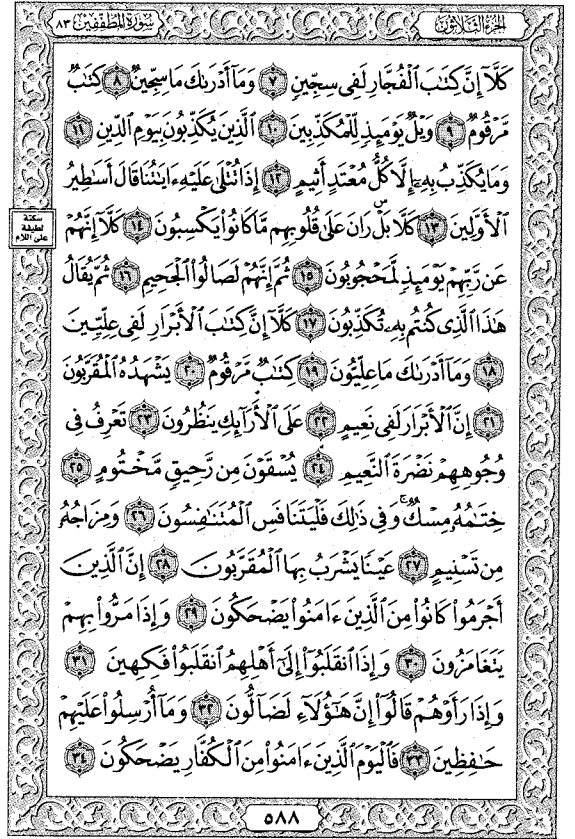 الجزء الثلاثون
سورة المطففين ٨٣
كَلَّآ إِنَّ كِتَٰبَ ٱلْفُجَّارِ لَفِى سِجِّينٍ ٧ وَمَآ أَدْرَىٰكَ مَا سِجِّينٌ ٨ كِتَٰبٌ
مَّرْقُومٌ ٩ وَيْلٌ يَوْمَئِذٍ لِّلْمُكَذِّبِينَ ١٠ ٱلَّذِينَ يُكَذِّبُونَ بِيَوْمِ ٱلدِّينِ ١١
وَمَا يُكَذِّبُ بِهِۦٓ إِلَّا كُلُّ مُعْتَدٍ أَثِيمٍ ١٢ إِذَا تُتْلَىٰ عَلَيْهِ ءَايَٰتُنَا قَالَ أَسَٰطِيرُ
ٱلْأَوَّلِينَ ١٣ كَلَّا بَلْۜ رَانَ عَلَىٰ قُلُوبِهِم مَّا كَانُوا۟ يَكْسِبُونَ ١٤ كَلَّآ إِنَّهُمْ
سكتة
لطيفة
على اللام
عَن رَّبِّهِمْ يَوْمَئِذٍ لَّمَحْجُوبُونَ ١٥ ثُمَّ إِنَّهُمْ لَصَالُوا۟ ٱلْجَحِيمِ ١٦ ثُمَّ يُقَالُ
هَٰذَا ٱلَّذِى كُنتُم بِهِۦ تُكَذِّبُونَ ١٧ كَلَّآ إِنَّ كِتَٰبَ ٱلْأَبْرَارِ لَفِى عِلِّيِّينَ
١٨ وَمَآ أَدْرَىٰكَ مَا عِلِّيُّونَ ١٩ كِتَٰبٌ مَّرْقُومٌ ٢٠ يَشْهَدُهُ ٱلْمُقَرَّبُونَ
٢١ إِنَّ ٱلْأَبْرَارَ لَفِى نَعِيمٍ ٢٢ عَلَى ٱلْأَرَآئِكِ يَنظُرُونَ ٢٣ تَعْرِفُ فِى
وُجُوهِهِمْ نَضْرَةَ ٱلنَّعِيمِ ٢٤ يُسْقَوْنَ مِن رَّحِيقٍ مَّخْتُومٍ ٢٥
خِتَٰمُهُۥ مِسْكٌ ۚ وَفِى ذَٰلِكَ فَلْيَتَنَافَسِ ٱلْمُتَنَٰفِسُونَ ٢٦ وَمِزَاجُهُۥ
مِن تَسْنِيمٍ ٢٧ عَيْنًا يَشْرَبُ بِهَا ٱلْمُقَرَّبُونَ ٢٨ إِنَّ ٱلَّذِينَ
أَجْرَمُوا۟ كَانُوا۟ مِنَ ٱلَّذِينَ ءَامَنُوا۟ يَضْحَكُونَ ٢٩ وَإِذَا مَرُّوا۟ بِهِمْ
يَتَغَامَزُونَ ٣٠ وَإِذَا ٱنقَلَبُوٓا۟ إِلَىٰٓ أَهْلِهِمُ ٱنقَلَبُوا۟ فَكِهِينَ ٣١
وَإِذَا رَأَوْهُمْ قَالُوٓا۟ إِنَّ هَٰٓؤُلَآءِ لَضَآلُّونَ ٣٢ وَمَآ أُرْسِلُوا۟ عَلَيْهِمْ
حَٰفِظِينَ ٣٣ فَٱلْيَوْمَ ٱلَّذِينَ ءَامَنُوا۟ مِنَ ٱلْكُفَّارِ يَضْحَكُونَ ٣٤
٥٨٨